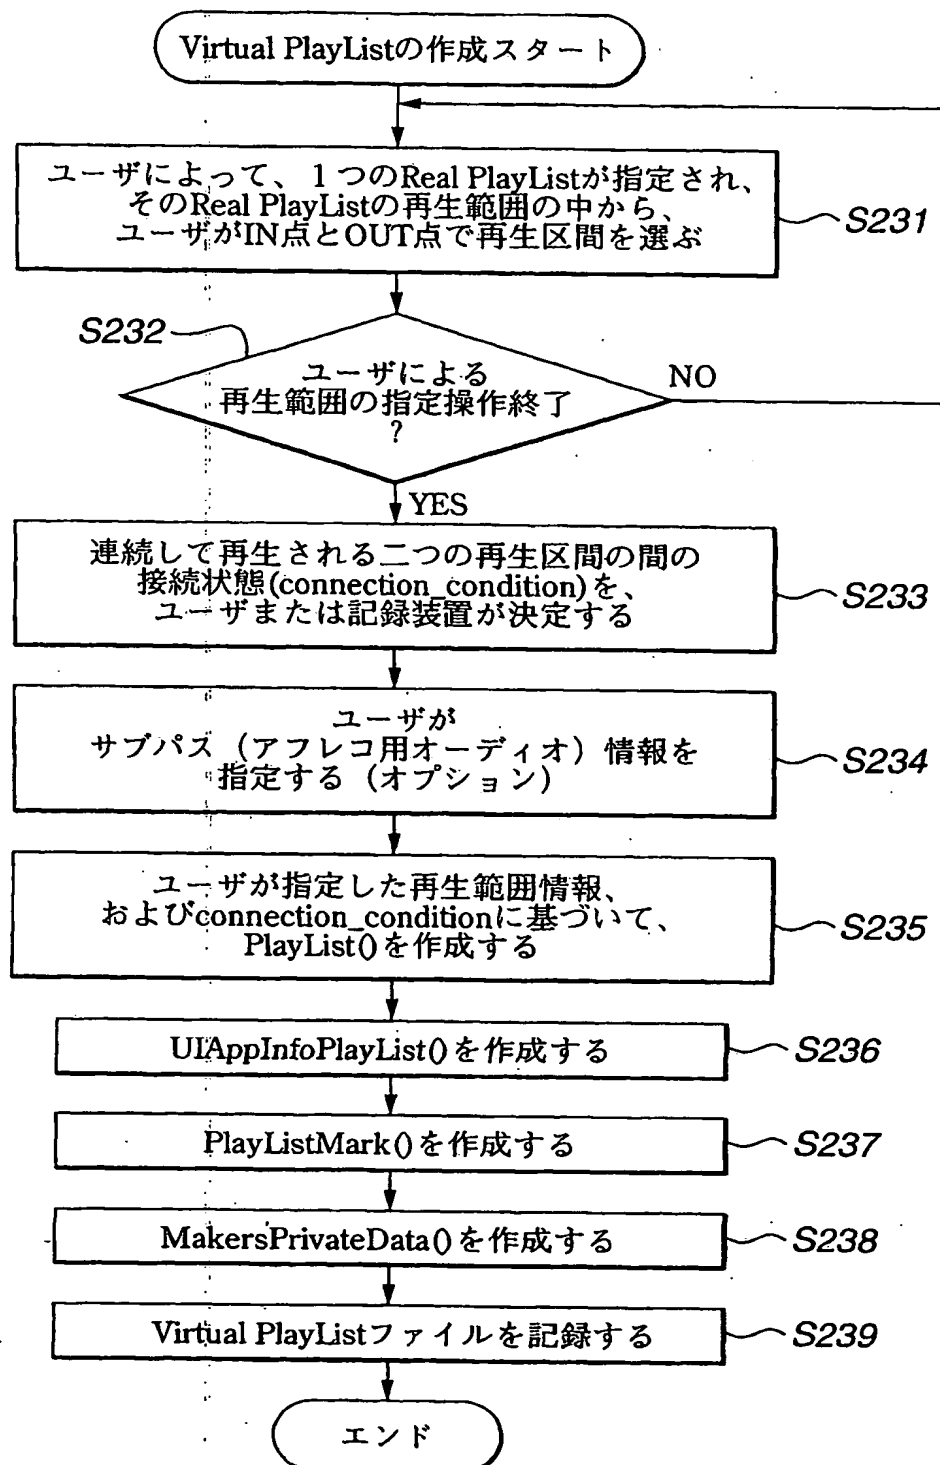 Virtual PlayListの作成スタート
ユーザによって、1つのReal PlayListが指定され、
そのReal PlayListの再生範囲の中から、
ユーザがIN点とOUT点で再生区間を選ぶ
S231
S232
ユーザによる
再生範囲の指定操作終了
?
NO
YES
連続して再生される二つの再生区間の間の
接続状態(connection_condition)を、
ユーザまたは記録装置が決定する
S233
ユーザが
サブパス(アフレコ用オーディオ)情報を
指定する(オプション)
S234
ユーザが指定した再生範囲情報、
およびconnection_conditionに基づいて、
PlayList()を作成する
S235
UIAppInfoPlayList()を作成する
S236
PlayListMark()を作成する
S237
MakersPrivateData()を作成する
S238
Virtual PlayListファイルを記録する
S239
エンド